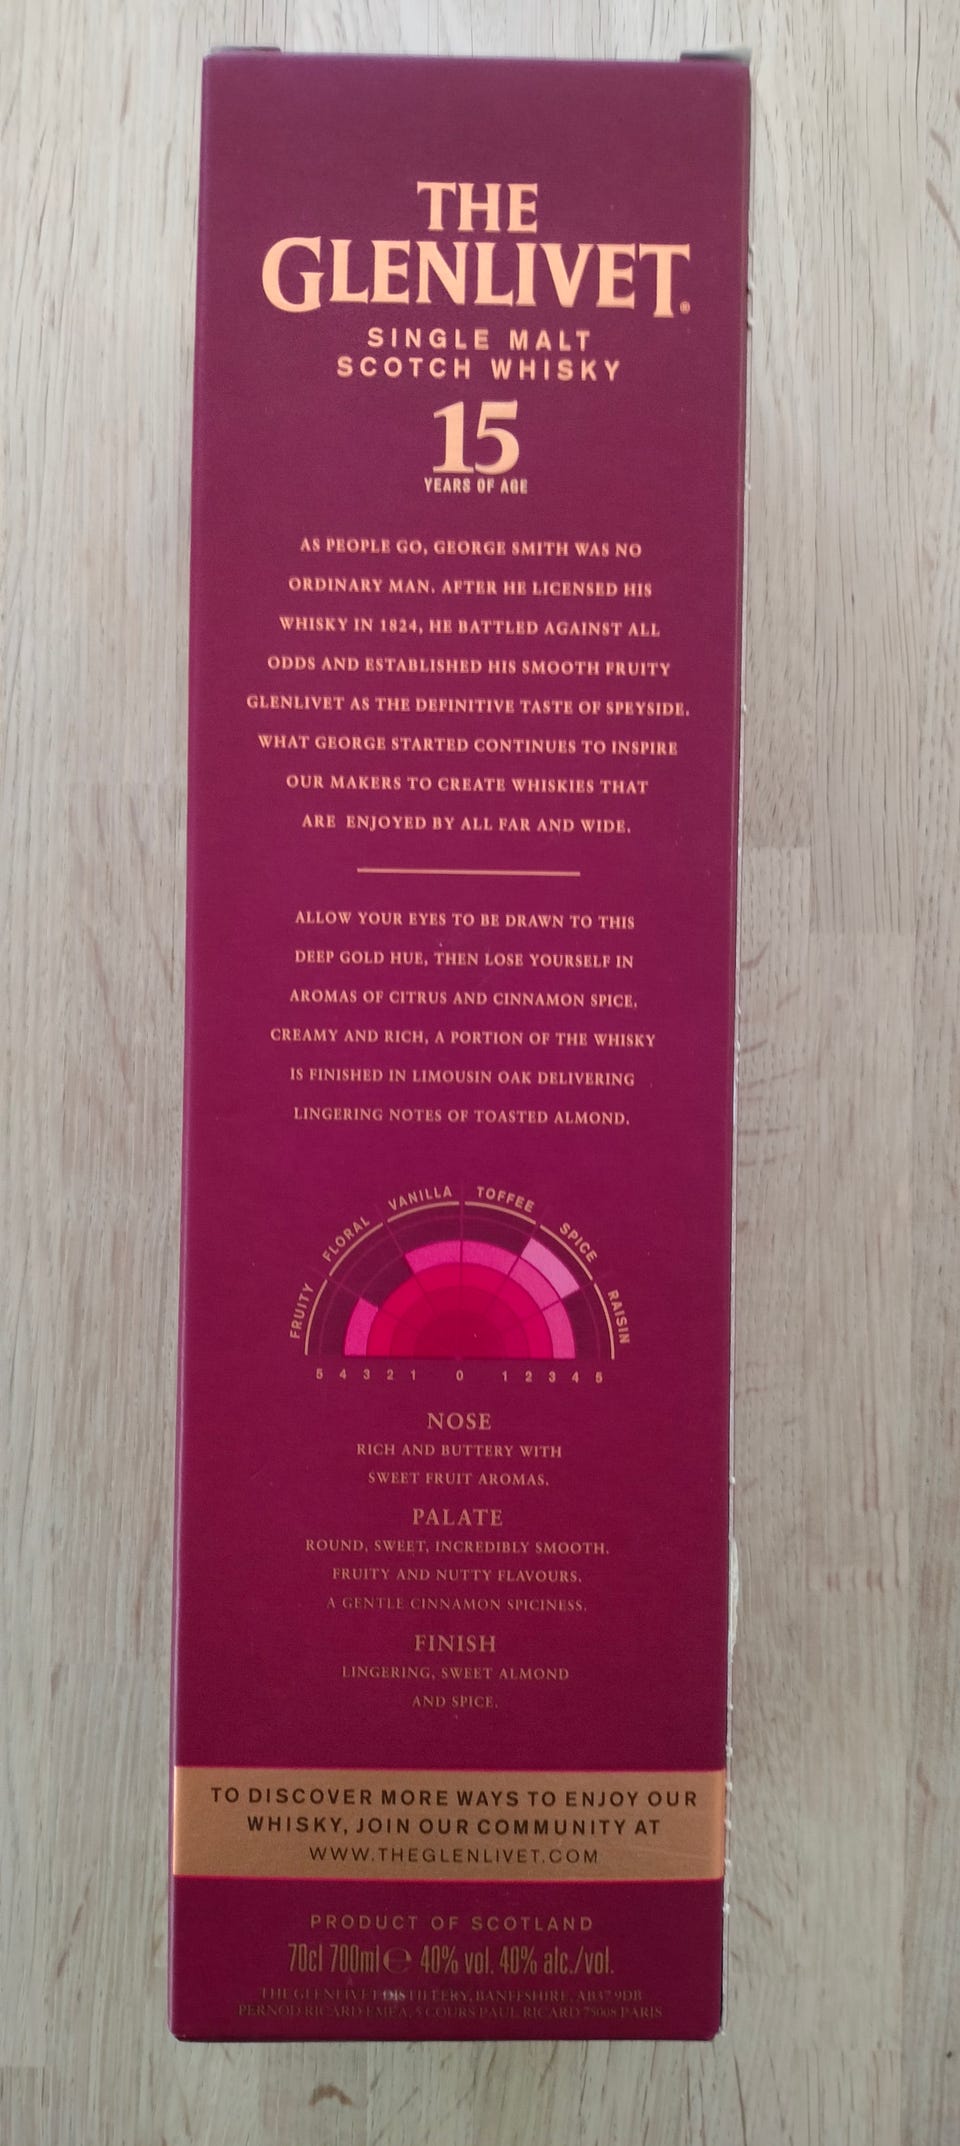 THE
GLENLIVET®
SINGLE MALT
SCOTCH WHISKY
15
YEARS OF AGE
AS PEOPLE GO, GEORGE SMITH WAS NO
ORDINARY MAN. AFTER HE LICENSED HIS
WHISKY IN 1824, HE BATTLED AGAINST ALL
ODDS AND ESTABLISHED HIS SMOOTH FRUITY
GLENLIVET AS THE DEFINITIVE TASTE OF SPEYSIDE.
WHAT GEORGE STARTED CONTINUES TO INSPIRE
OUR MAKERS TO CREATE WHISKIES THAT
ARE ENJOYED BY ALL FAR AND WIDE.
ALLOW YOUR EYES TO BE DRAWN TO THIS
DEEP GOLD HUE, THEN LOSE YOURSELF IN
AROMAS OF CITRUS AND CINNAMON SPICE.
CREAMY AND RICH, A PORTION OF THE WHISKY
IS FINISHED IN LIMOUSIN OAK DELIVERING
LINGERING NOTES OF TOASTED ALMOND.
FRUITY
FLORAL
VANILLA
TOFFEE
SPICE
RAISIN
5 4 3 2 1 0 1 2 3 4 5
NOSE
RICH AND BUTTERY WITH
SWEET FRUIT AROMAS.
PALATE
ROUND, SWEET, INCREDIBLY SMOOTH.
FRUITY AND NUTTY FLAVOURS.
A GENTLE CINNAMON SPICINESS.
FINISH
LINGERING, SWEET ALMOND
AND SPICE.
TO DISCOVER MORE WAYS TO ENJOY OUR
WHISKY, JOIN OUR COMMUNITY AT
WWW.THEGLENLIVET.COM
PRODUCT OF SCOTLAND
70cl 700ml ℮ 40% vol. 40% alc./vol.
THE GLENLIVET DISTILLERY, BANFFSHIRE, AB37 9DB
PERNOD RICARD EMEA, 5 COURS PAUL RICARD 75008 PARIS